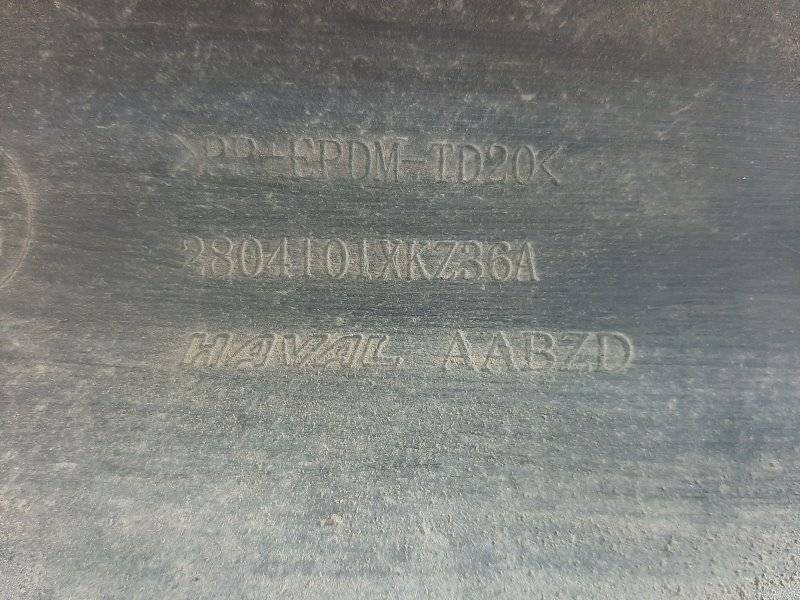 >PP-EPDM-TD20<
2804101XKZ36A
HAVAL AABZD